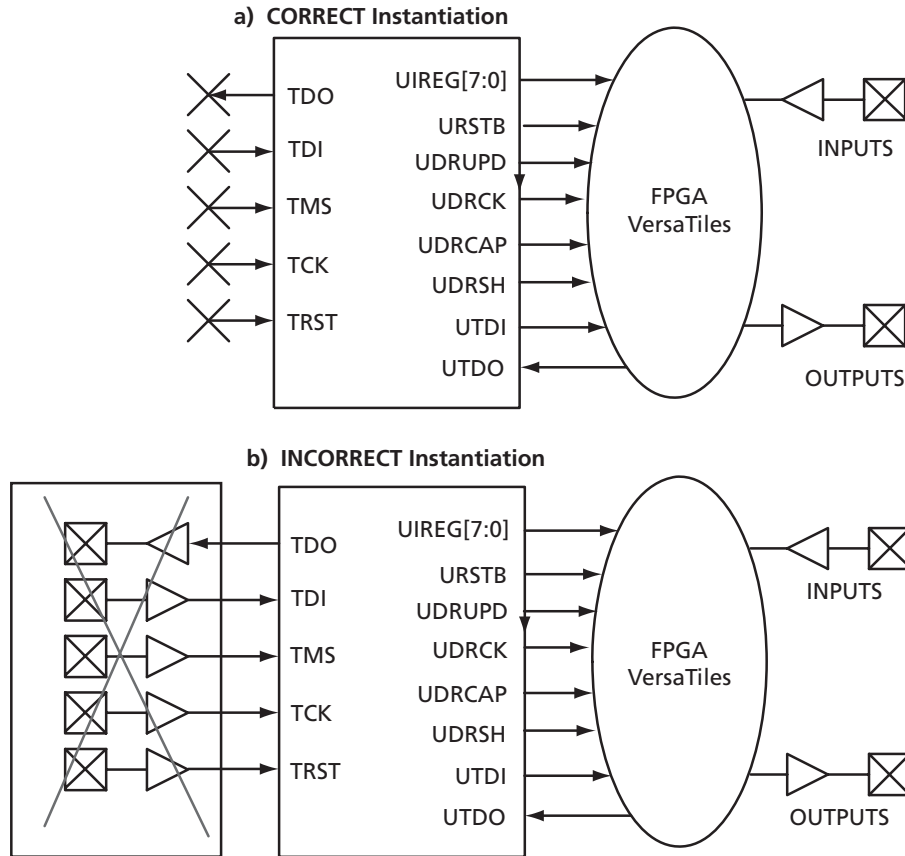 a) CORRECT Instantiation
TDO
TDI
TMS
TCK
TRST
UIREG[7:0]
URSTB
UDRUPD
UDRCK
UDRCAP
UDRSH
UTDI
UTDO
FPGA
VersaTiles
INPUTS
OUTPUTS
b) INCORRECT Instantiation
TDO
TDI
TMS
TCK
TRST
UIREG[7:0]
URSTB
UDRUPD
UDRCK
UDRCAP
UDRSH
UTDI
UTDO
FPGA
VersaTiles
INPUTS
OUTPUTS